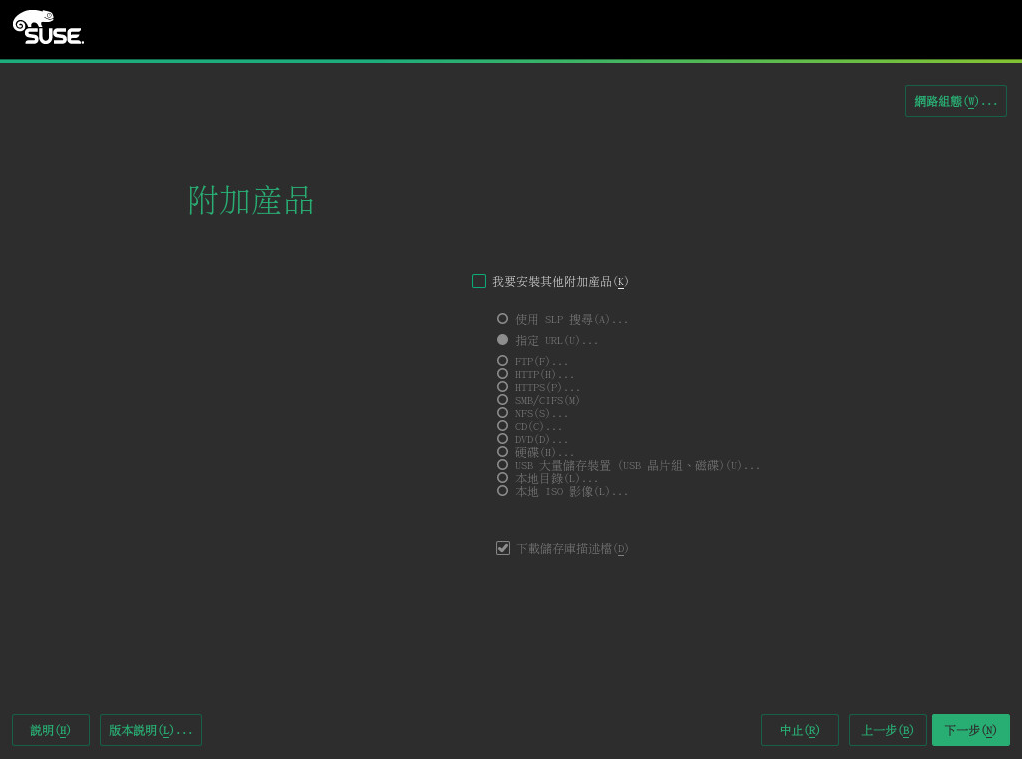 SUSE.
網路組態(W)...
附加產品
我要安裝其他附加產品(K)
使用 SLP 搜尋(A)...
指定 URL(U)...
FTP(F)...
HTTP(H)...
HTTPS(P)...
SMB/CIFS(M)
NFS(S)...
CD(C)...
DVD(D)...
硬碟(H)...
USB 大量儲存裝置 (USB 晶片組、磁碟)(U)...
本地目錄(L)...
本地 ISO 影像(L)...
下載儲存庫描述檔(D)
説明(H) 版本説明(L)... 中止(R) 上一步(B) 下一步(N)